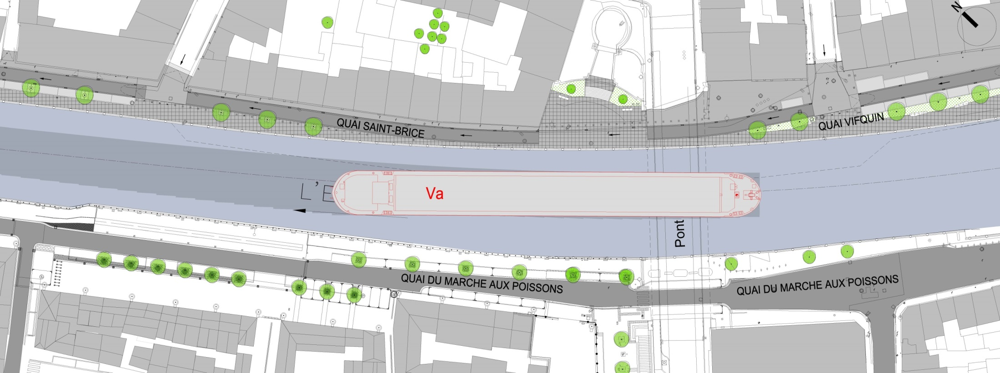 N
QUAI SAINT-BRICE
QUAI VIFQUIN
L'E
Va
Pont
QUAI DU MARCHE AUX POISSONS
QUAI DU MARCHE AUX POISSONS